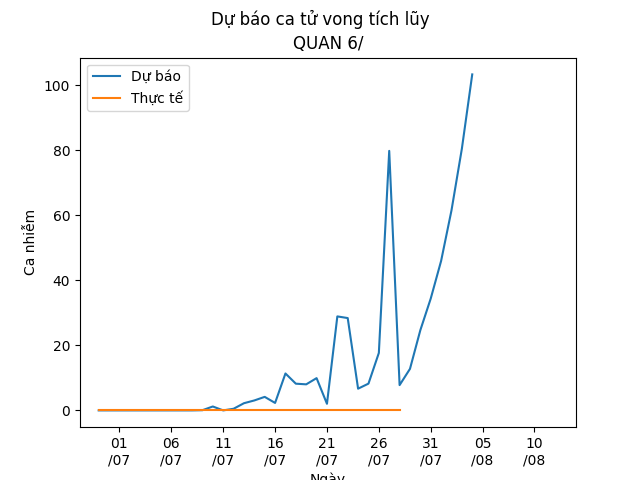 Dự báo ca tử vong tích lũy
QUAN 6/
Dự báo
Thực tế
Ca nhiễm
100
80
60
40
20
0
01 06 11 16 21 26 31 05 10
/07 /07 /07 /07 /07 /07 /07 /08 /08
Ngày